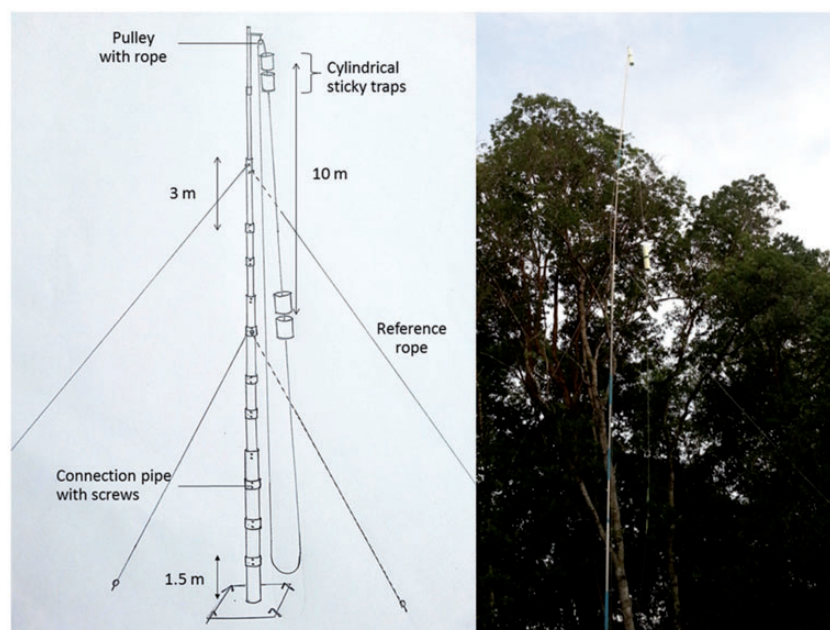 Pulley
with rope
Cylindrical
sticky traps
3 m
10 m
Reference
rope
Connection pipe
with screws
1.5 m